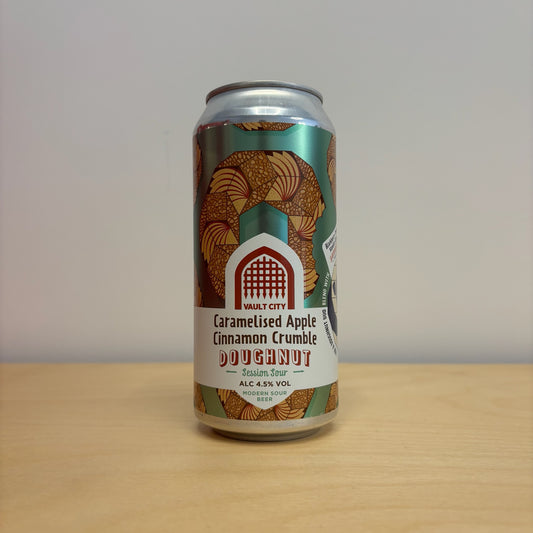 VAULT CITY
Caramelised Apple
Cinnamon Crumble
DOUGHNUT
Session Sour
ALC 4.5% VOL
MODERN SOUR
BEER